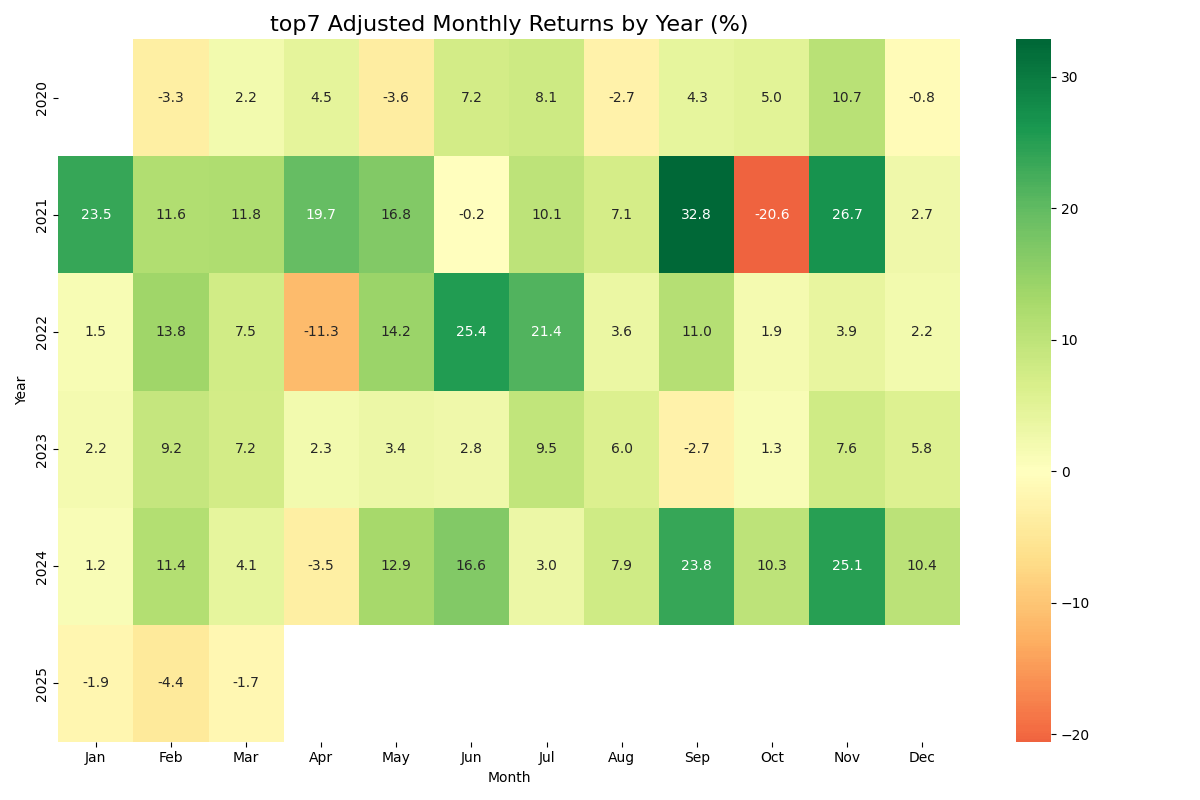 top7 Adjusted Monthly Returns by Year (%)
2020 -3.3 2.2 4.5 -3.6 7.2 8.1 -2.7 4.3 5.0 10.7 -0.8
2021 23.5 11.6 11.8 19.7 16.8 -0.2 10.1 7.1 32.8 -20.6 26.7 2.7
2022 1.5 13.8 7.5 -11.3 14.2 25.4 21.4 3.6 11.0 1.9 3.9 2.2
2023 2.2 9.2 7.2 2.3 3.4 2.8 9.5 6.0 -2.7 1.3 7.6 5.8
2024 1.2 11.4 4.1 -3.5 12.9 16.6 3.0 7.9 23.8 10.3 25.1 10.4
2025 -1.9 -4.4 -1.7
Year
Jan Feb Mar Apr May Jun Jul Aug Sep Oct Nov Dec
Month
30
20
10
0
−10
−20